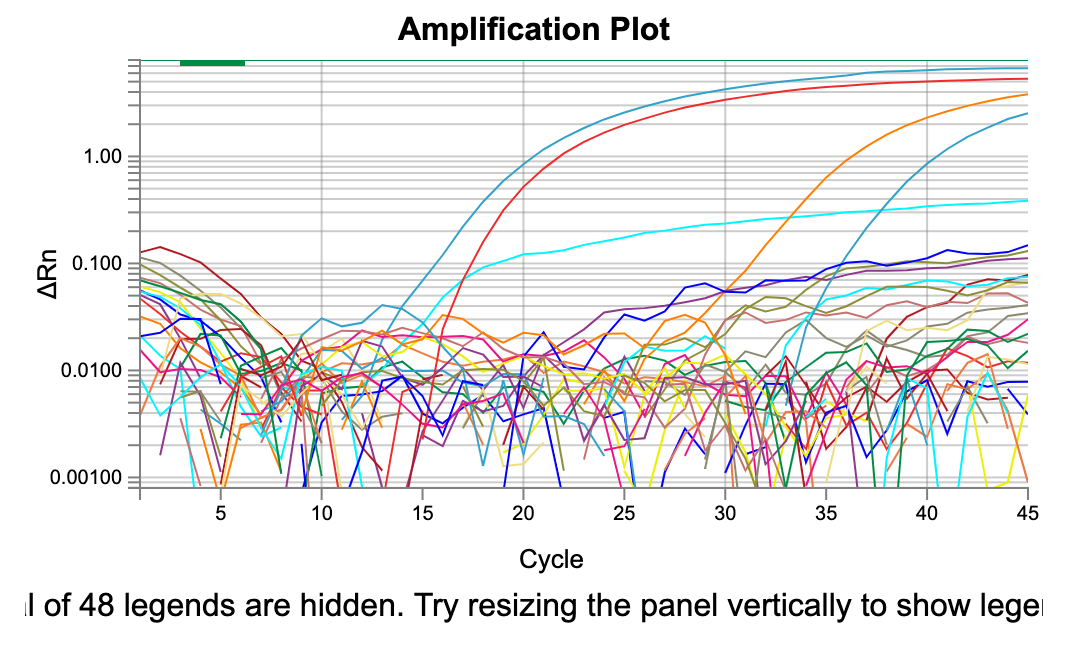 Amplification Plot
ΔRn
1.00
0.100
0.0100
0.00100
5 10 15 20 25 30 35 40 45
Cycle
of 48 legends are hidden. Try resizing the panel vertically to show